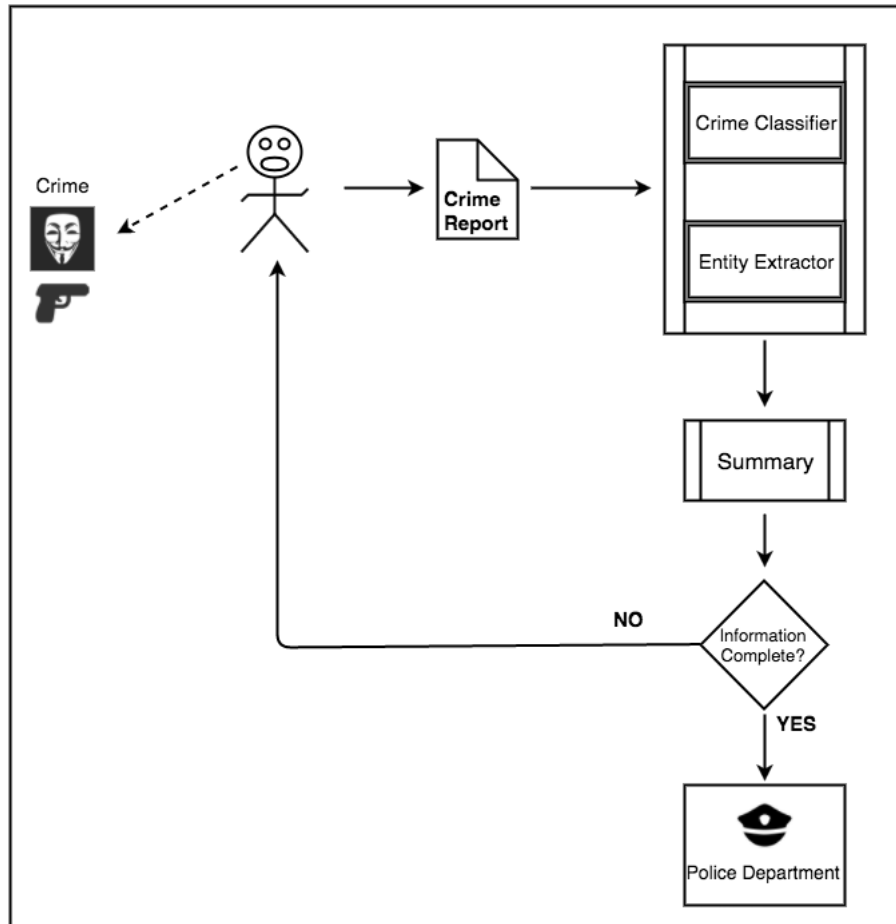 Crime
Crime
Report
Crime Classifier
Entity Extractor
Summary
Information
Complete?
NO
YES
Police Department